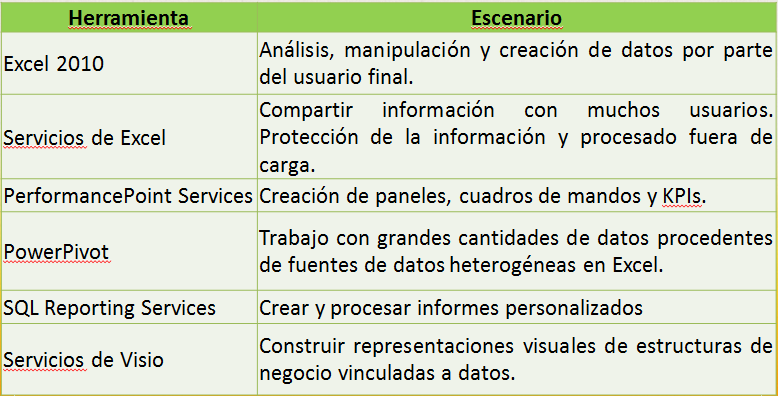 Herramienta Escenario
Excel 2010
Análisis, manipulación y creación de datos por parte
del usuario final.
Servicios de Excel
Compartir información con muchos usuarios.
Protección de la información y procesado fuera de
carga.
PerformancePoint Services Creación de paneles, cuadros de mandos y KPIs.
PowerPivot
Trabajo con grandes cantidades de datos procedentes
de fuentes de datos heterogéneas en Excel.
SQL Reporting Services Crear y procesar informes personalizados
Servicios de Visio
Construir representaciones visuales de estructuras de
negocio vinculadas a datos.